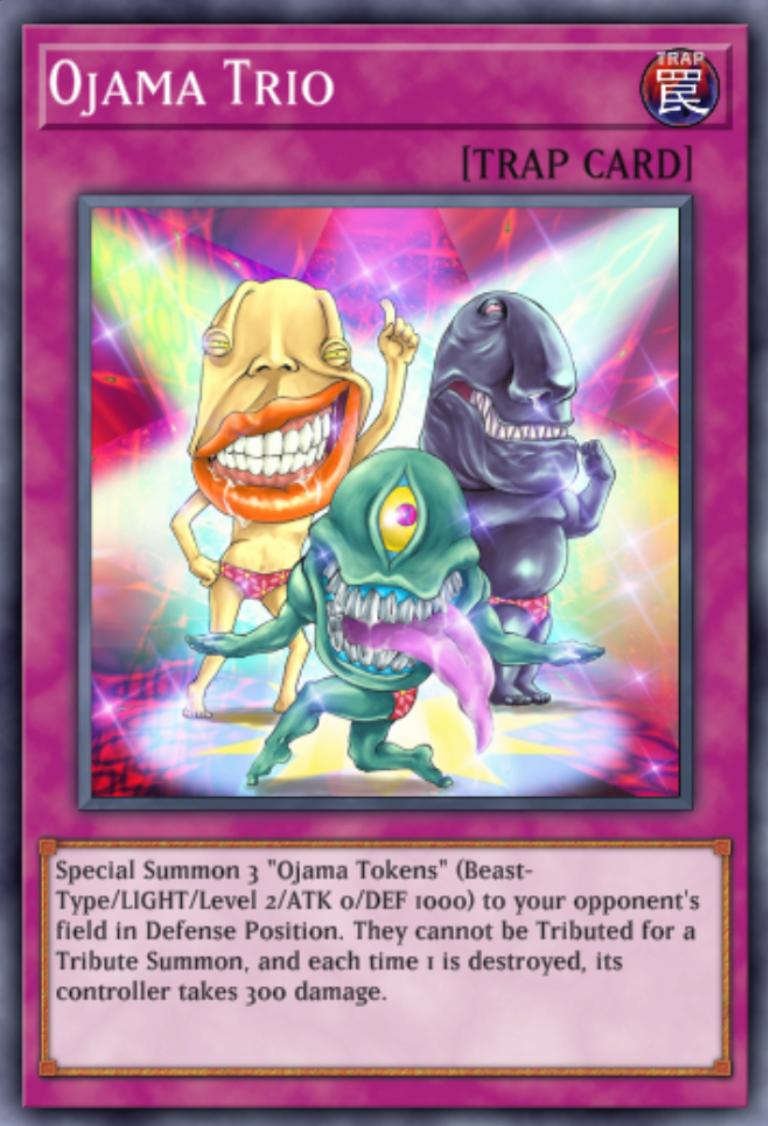 Ojama Trio
TRAP
罠
[TRAP CARD]
Special Summon 3 "Ojama Tokens" (Beast-
Type/LIGHT/Level 2/ATK 0/DEF 1000) to your opponent's
field in Defense Position. They cannot be Tributed for a
Tribute Summon, and each time 1 is destroyed, its
controller takes 300 damage.